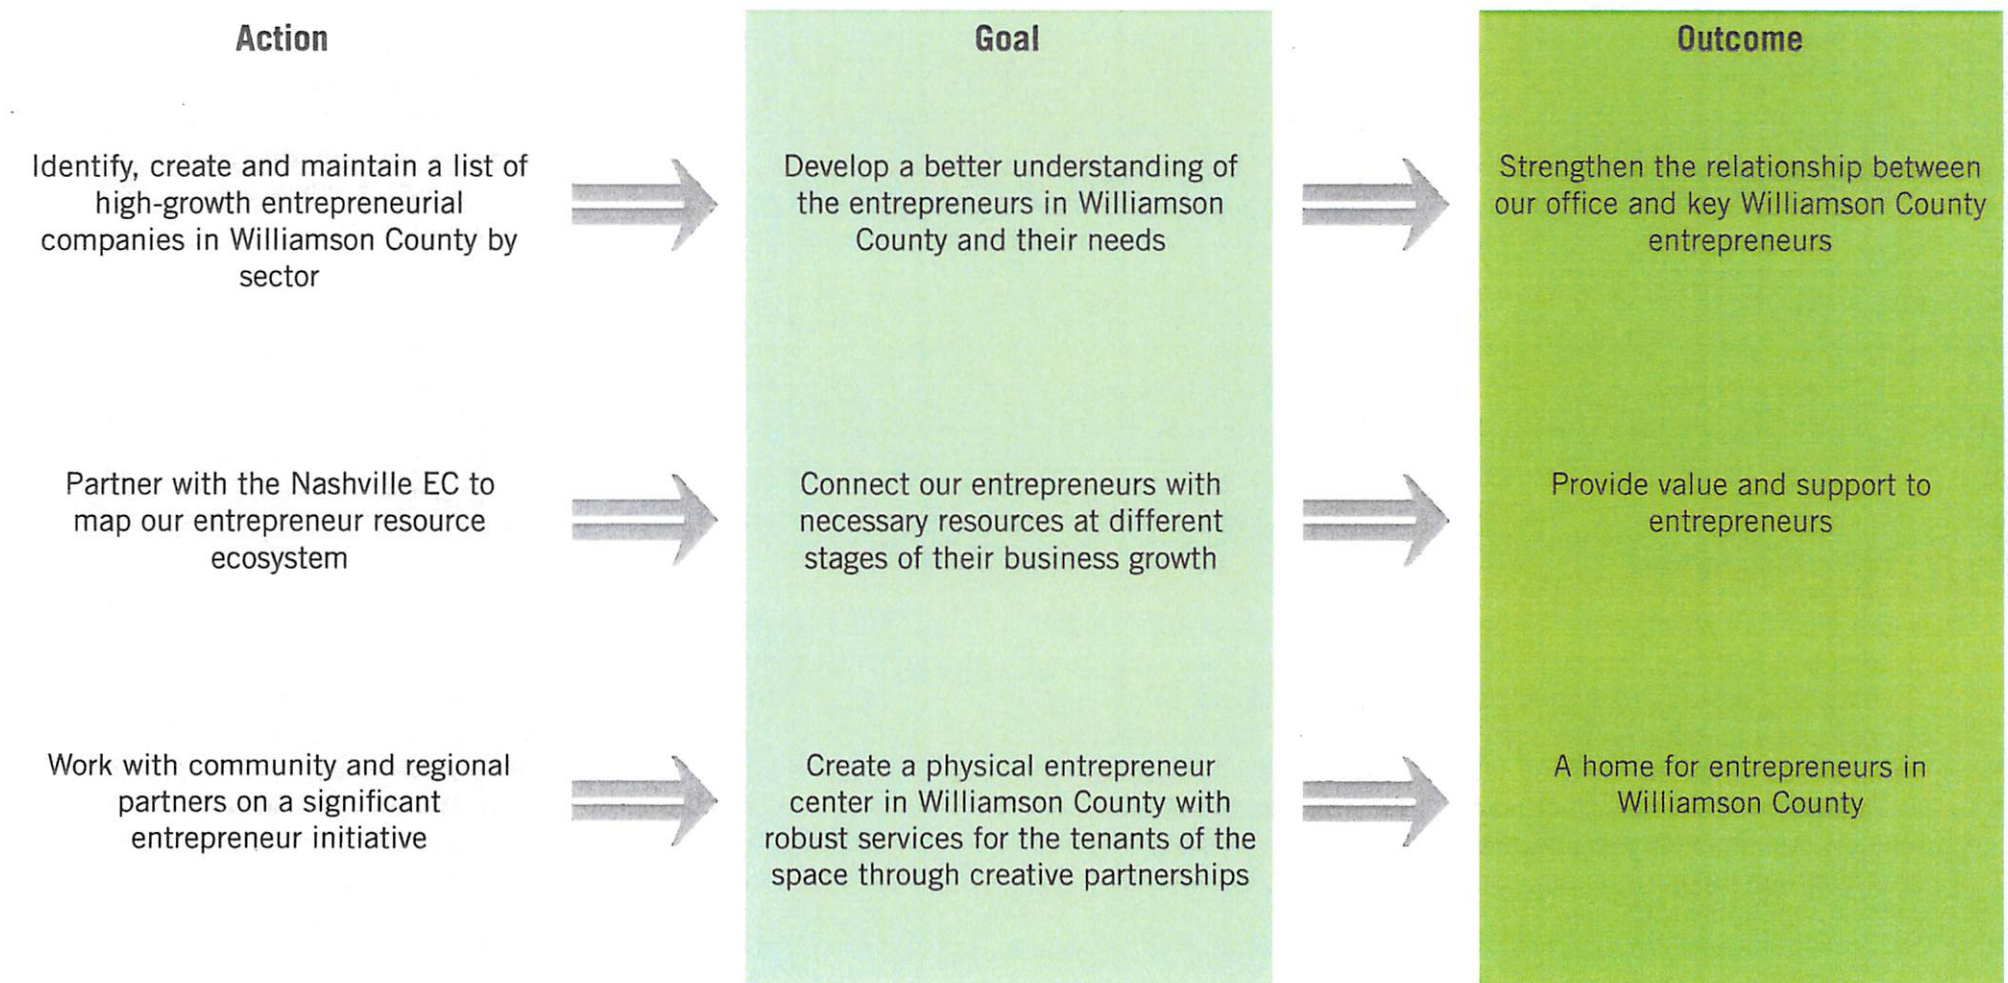 Action
Goal
Outcome
Identify, create and maintain a list of
high-growth entrepreneurial
companies in Williamson County by
sector
Develop a better understanding of
the entrepreneurs in Williamson
County and their needs
Strengthen the relationship between
our office and key Williamson County
entrepreneurs
Partner with the Nashville EC to
map our entrepreneur resource
ecosystem
Connect our entrepreneurs with
necessary resources at different
stages of their business growth
Provide value and support to
entrepreneurs
Work with community and regional
partners on a significant
entrepreneur initiative
Create a physical entrepreneur
center in Williamson County with
robust services for the tenants of the
space through creative partnerships
A home for entrepreneurs in
Williamson County